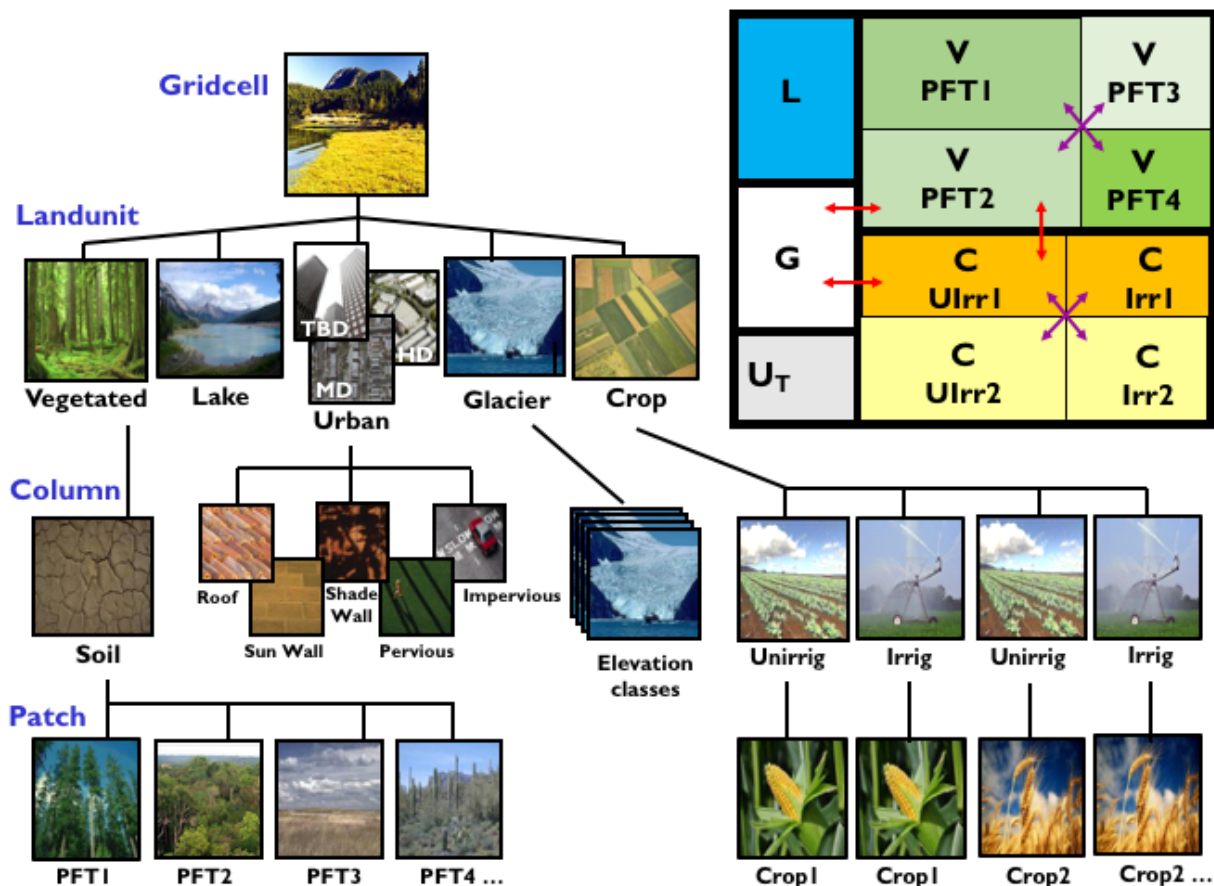 Gridcell
Landunit
TBD
HD
MD
Vegetated
Lake
Urban
Glacier
Crop
Column
Soil
Roof
Sun Wall
Shade
Wall
Pervious
Impervious
SLOW
Elevation
classes
Unirrig
Irrig
Unirrig
Irrig
Patch
PFT1
PFT2
PFT3
PFT4 ...
Crop1
Crop1
Crop2
Crop2 ...
L
G
UT
V
PFT1
V
PFT3
V
PFT2
V
PFT4
C
UIrr1
C
Irr1
C
UIrr2
C
Irr2